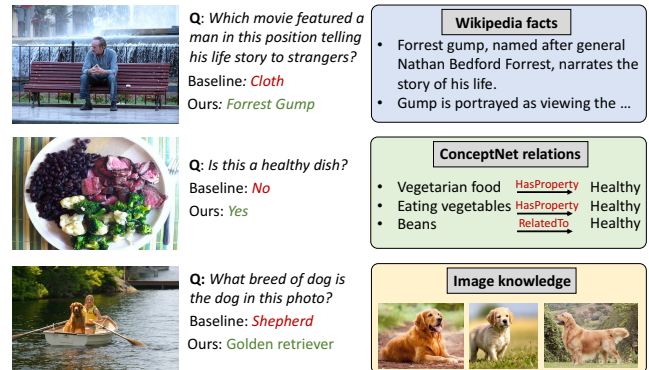 Q: Which movie featured a
man in this position telling
his life story to strangers?
Baseline: Cloth
Ours: Forrest Gump
Wikipedia facts
• Forrest gump, named after general
Nathan Bedford Forrest, narrates the
story of his life.
• Gump is portrayed as viewing the ...
Q: Is this a healthy dish?
Baseline: No
Ours: Yes
ConceptNet relations
• Vegetarian food HasProperty Healthy
• Eating vegetables HasProperty Healthy
• Beans RelatedTo Healthy
Q: What breed of dog is
the dog in this photo?
Baseline: Shepherd
Ours: Golden retriever
Image knowledge